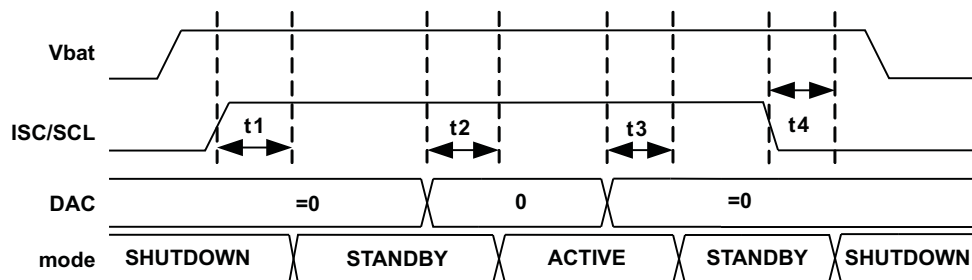 Vbat
ISC/SCL
t1
t2
t3
t4
DAC
=0
0
=0
mode
SHUTDOWN
STANDBY
ACTIVE
STANDBY
SHUTDOWN